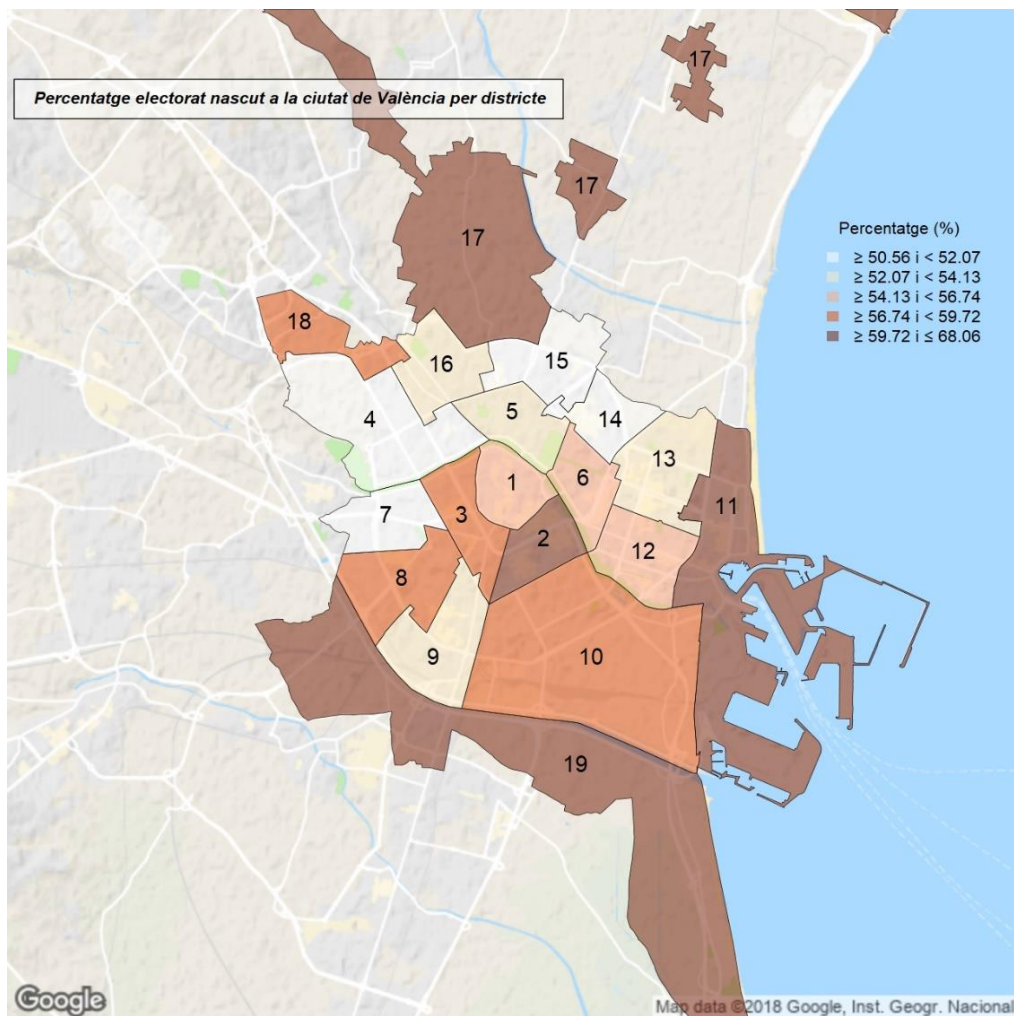 17
Percentatge electorat nascut a la ciutat de València per districte
17
17
Percentatge (%)
≥ 50.56 i < 52.07
≥ 52.07 i < 54.13
≥ 54.13 i < 56.74
≥ 56.74 i < 59.72
≥ 59.72 i ≤ 68.06
18
16
15
4
5
14
13
6
1
11
7
3
2
12
8
9
10
19
Google
Map data ©2018 Google, Inst. Geogr. Nacional